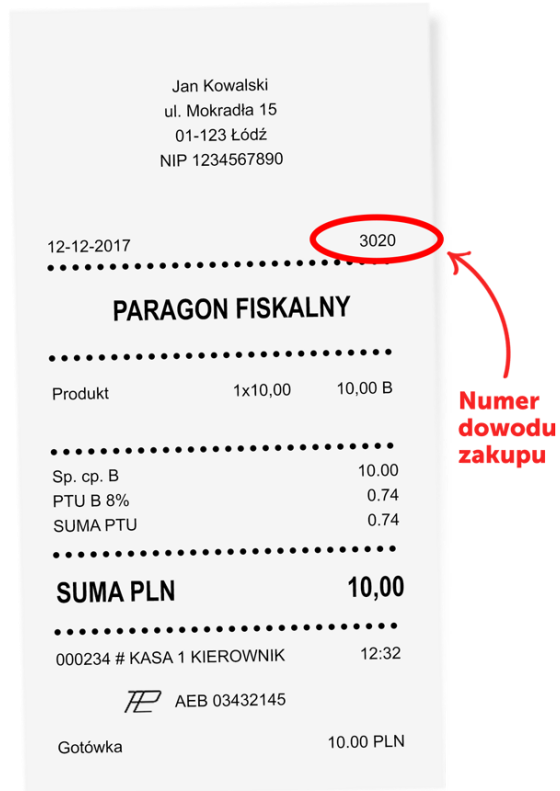 Jan Kowalski
ul. Mokradła 15
01-123 Łódź
NIP 1234567890
12-12-2017 3020
PARAGON FISKALNY
Produkt 1x10,00 10,00 B
Sp. cp. B 10.00
PTU B 8% 0.74
SUMA PTU 0.74
SUMA PLN 10,00
000234 # KASA 1 KIEROWNIK 12:32
AEB 03432145
Gotówka 10.00 PLN
Numer
dowodu
zakupu